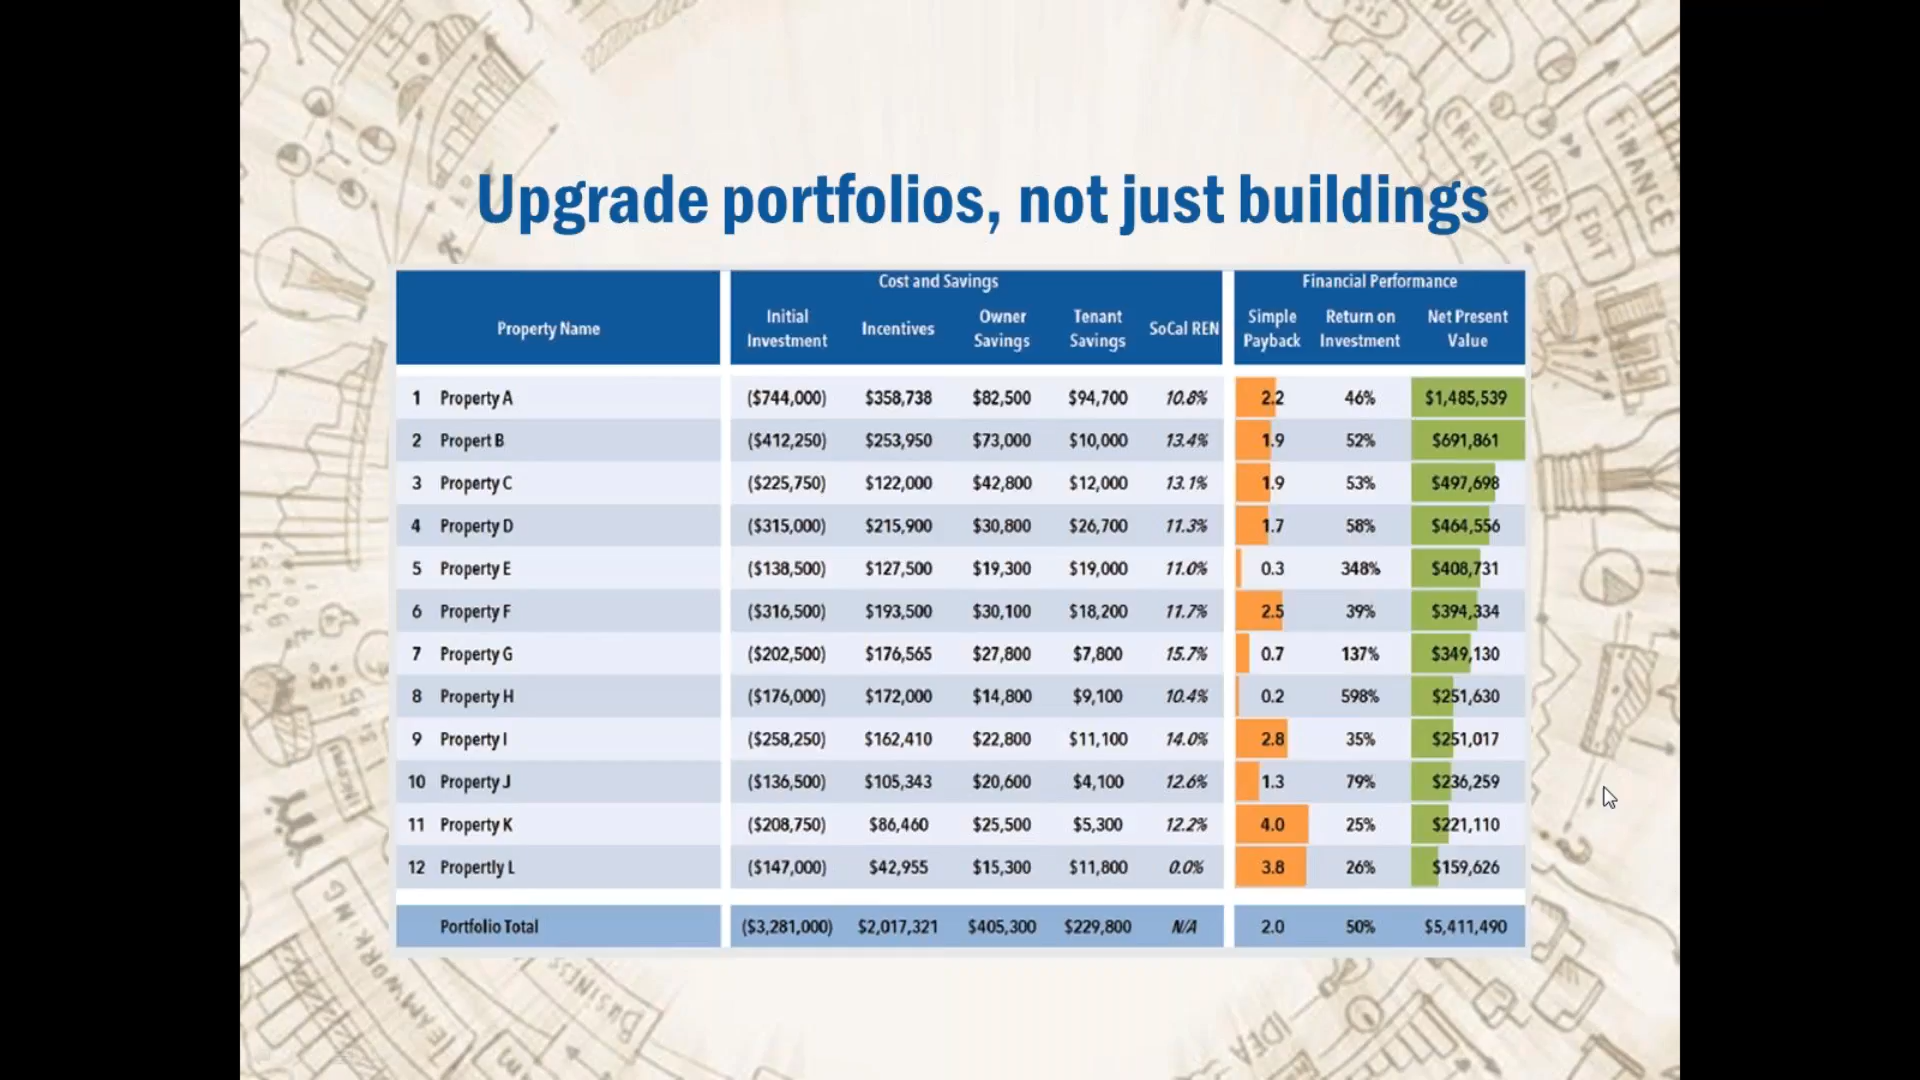 Upgrade portfolios, not just buildings
Cost and Savings Financial Performance
Property Name Initial Investment Incentives Owner Savings Tenant Savings SoCal REN Simple Payback Return on Investment Net Present Value
1 Property A ($744,000) $358,738 $82,500 $94,700 10.8% 2.2 46% $1,485,539
2 Propert B ($412,250) $253,950 $73,000 $10,000 13.4% 1.9 52% $691,861
3 Property C ($225,750) $122,000 $42,800 $12,000 13.1% 1.9 53% $497,698
4 Property D ($315,000) $215,900 $30,800 $26,700 11.3% 1.7 58% $464,556
5 Property E ($138,500) $127,500 $19,300 $19,000 11.0% 0.3 348% $408,731
6 Property F ($316,500) $193,500 $30,100 $18,200 11.7% 2.5 39% $394,334
7 Property G ($202,500) $176,565 $27,800 $7,800 15.7% 0.7 137% $349,130
8 Property H ($176,000) $172,000 $14,800 $9,100 10.4% 0.2 598% $251,630
9 Property I ($258,250) $162,410 $22,800 $11,100 14.0% 2.8 35% $251,017
10 Property J ($136,500) $105,343 $20,600 $4,100 12.6% 1.3 79% $236,259
11 Property K ($208,750) $86,460 $25,500 $5,300 12.2% 4.0 25% $221,110
12 Propertly L ($147,000) $42,955 $15,300 $11,800 0.0% 3.8 26% $159,626
Portfolio Total ($3,281,000) $2,017,321 $405,300 $229,800 N/A 2.0 50% $5,411,490
TEAM
CREATIVE
IDEA
EDIT
FINANCE
INCOME
TEAMWORKING
BUSINESS
IDEA